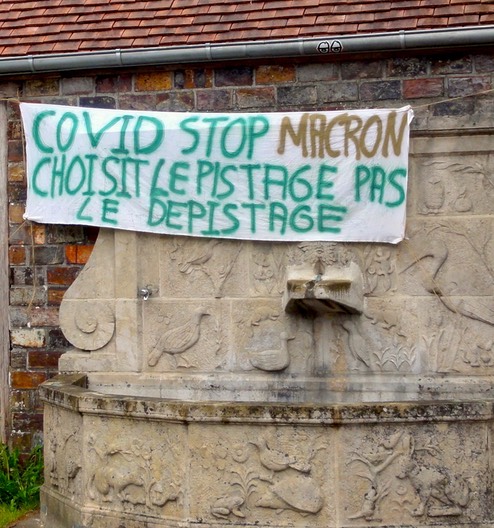 COVID STOP MACRON
CHOISIT LE PISTAGE PAS
LE DEPISTAGE